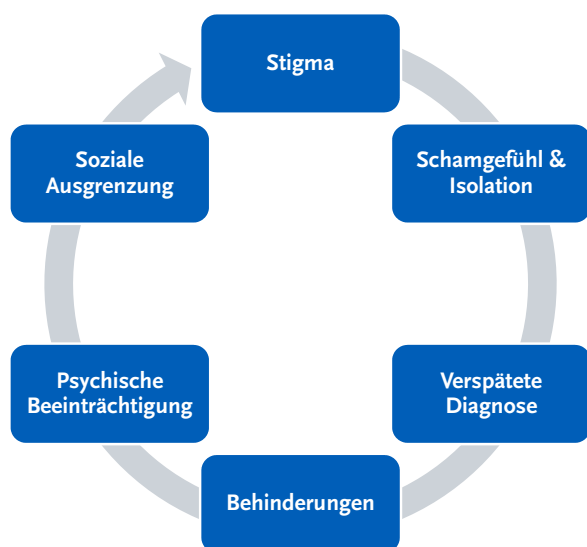 Stigma
Schamgefühl &
Isolation
Verspätete
Diagnose
Behinderungen
Psychische
Beeinträchtigung
Soziale
Ausgrenzung